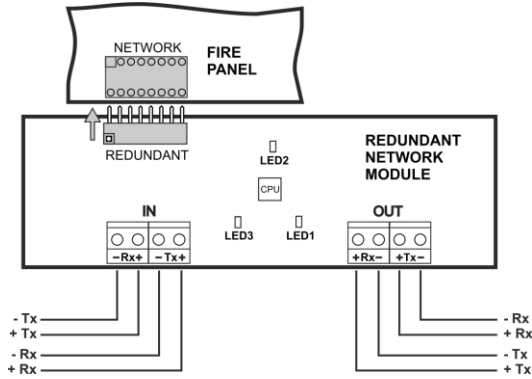 NETWORK
FIRE
PANEL
REDUNDANT
REDUNDANT
NETWORK
MODULE
LED2
CPU
LED3
LED1
IN
OUT
−Rx+ −Tx+
+Rx− +Tx−
- Tx
+ Tx
- Rx
+ Rx
- Rx
+ Rx
- Tx
+ Tx